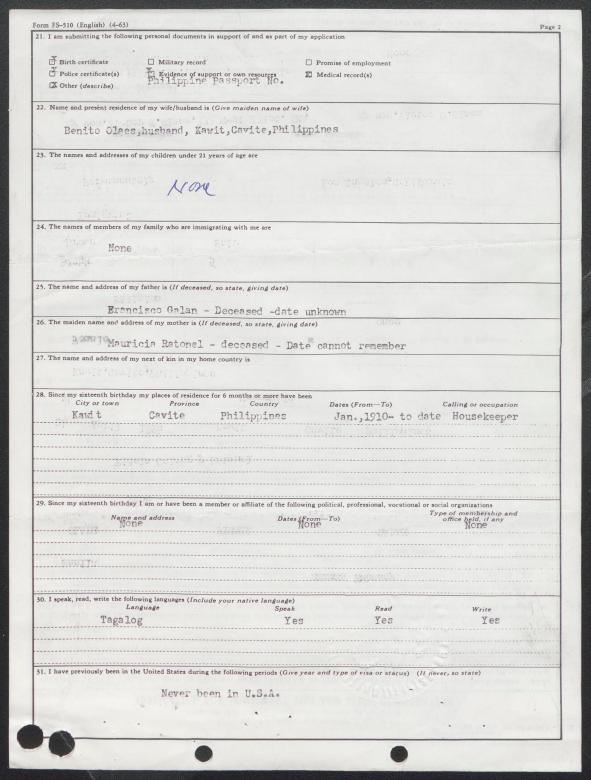 Form FS-510 (English) (4-63)
Page 2
21. I am submitting the following personal documents in support of and as part of my application
Birth certificate Military record Promise of employment
Police certificate(s) Evidence of support or own resources Medical record(s)
Other (describe) Philippine Passport No.
22. Name and present residence of my wife/husband is (Give maiden name of wife)
Benito Olaes,husband, Kawit,Cavite,Philippines
23. The names and addresses of my children under 21 years of age are
None
24. The names of members of my family who are immigrating with me are
None
25. The name and address of my father is (If deceased, so state, giving date)
Francisco Galan - Deceased -date unknown
26. The maiden name and address of my mother is (If deceased, so state, giving date)
Mauricia Ratonel - deceased - Date cannot remember
27. The name and address of my next of kin in my home country is
28. Since my sixteenth birthday my places of residence for 6 months or more have been
City or town Province Country Dates (From—To) Calling or occupation
Kawit Cavite Philippines Jan.,1910- to date Housekeeper
29. Since my sixteenth birthday I am or have been a member or affiliate of the following political, professional, vocational or social organizations
Name and address Dates (From—To) Type of membership and
office held, if any
None None None
30. I speak, read, write the following languages (Include your native language)
Language Speak Read Write
Tagalog Yes Yes Yes
31. I have previously been in the United States during the following periods (Give year and type of visa or status) (If never, so state)
Never been in U.S.A.